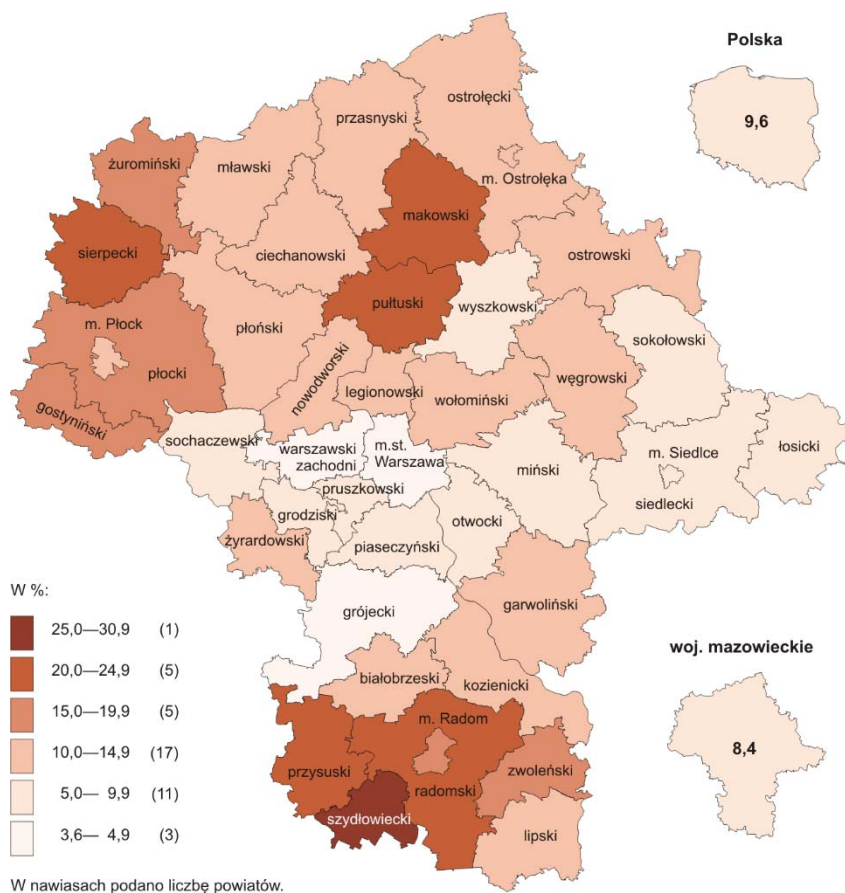 Polska
9,6
ostrołęcki
przasnyski
żuromiński
mławski
m. Ostrołęka
makowski
sierpecki
ciechanowski
ostrowski
pułtuski
wyszkowski
m. Płock
płoński
sokołowski
płocki
nowodworski
legionowski
wołomiński
węgrowski
gostyniński
sochaczewski
warszawski
zachodni
m.st.
Warszawa
miński
m. Siedlce
łosicki
pruszkowski
siedlecki
grodziski
otwocki
żyrardowski
piaseczyński
W %:
grójecki
garwoliński
25,0—30,9 (1)
20,0—24,9 (5)
15,0—19,9 (5)
10,0—14,9 (17)
5,0— 9,9 (11)
3,6— 4,9 (3)
woj. mazowieckie
8,4
białobrzeski
kozienicki
m. Radom
przysuski
zwoleński
radomski
szydłowiecki
lipski
W nawiasach podano liczbę powiatów.